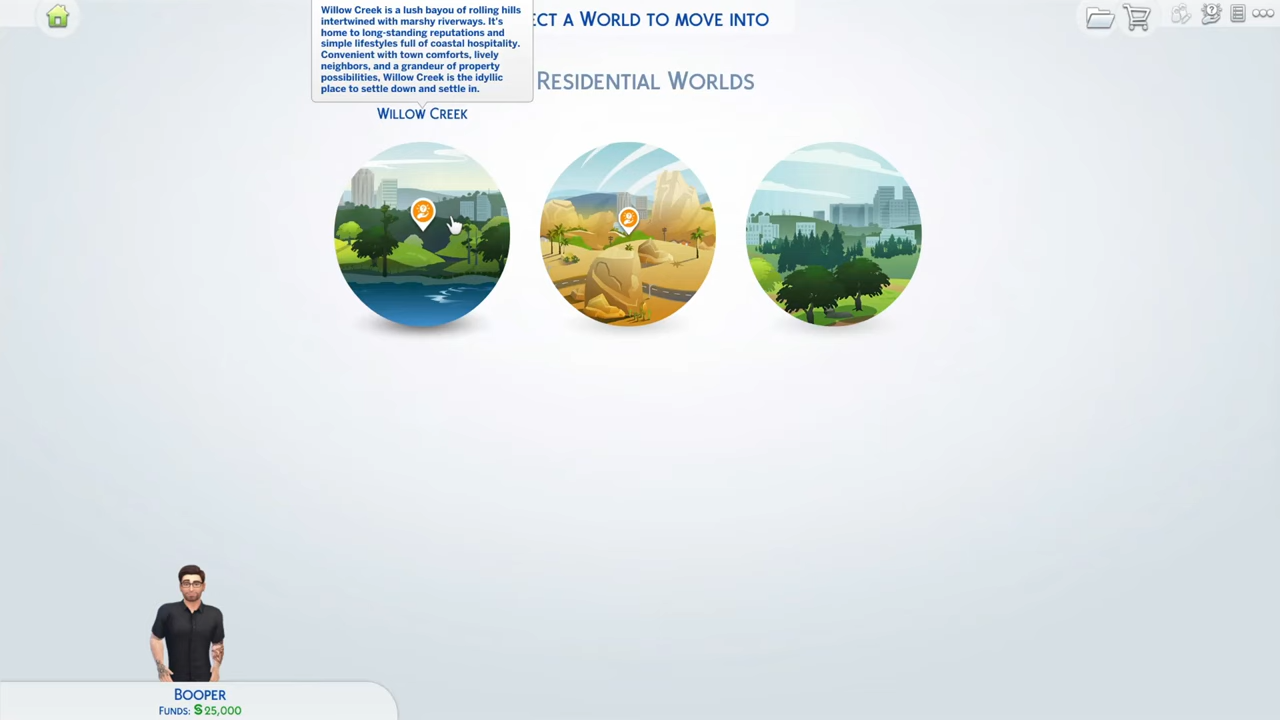 Willow Creek is a lush bayou of rolling hills
intertwined with marshy riverways. It's
home to long-standing reputations and
simple lifestyles full of coastal hospitality.
Convenient with town comforts, lively
neighbors, and a grandeur of property
possibilities, Willow Creek is the idyllic
place to settle down and settle in.
ECT A WORLD TO MOVE INTO
RESIDENTIAL WORLDS
WILLOW CREEK
BOOPER
FUNDS: $25,000